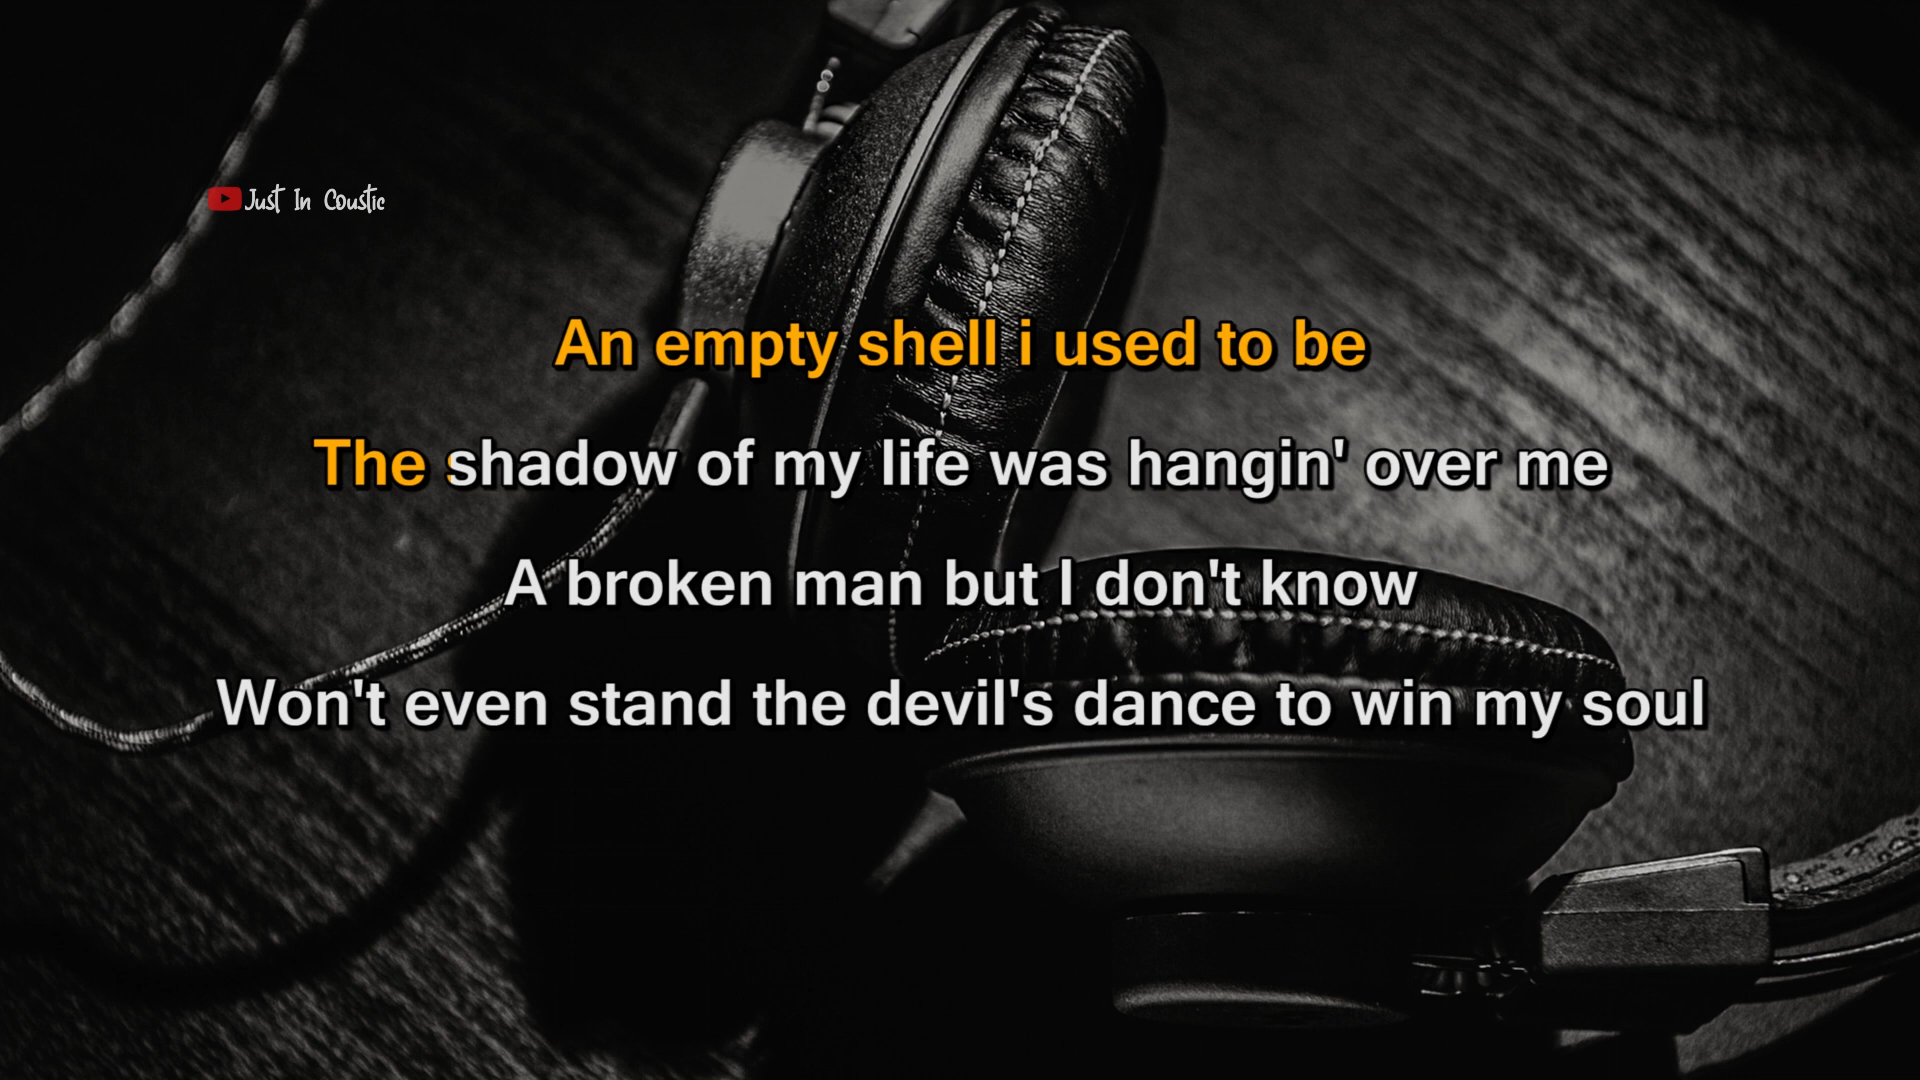 Just In Coustic
An empty shell i used to be
The shadow of my life was hangin' over me
A broken man but I don't know
Won't even stand the devil's dance to win my soul